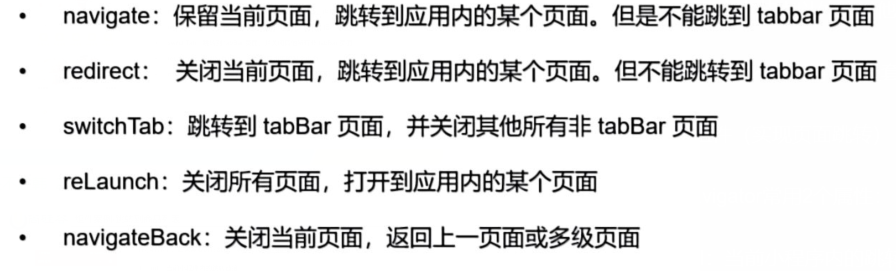 • navigate：保留当前页面，跳转到应用内的某个页面。但是不能跳到 tabbar 页面
• redirect： 关闭当前页面，跳转到应用内的某个页面。但不能跳转到 tabbar 页面
• switchTab：跳转到 tabBar 页面，并关闭其他所有非 tabBar 页面
• reLaunch：关闭所有页面，打开到应用内的某个页面
• navigateBack：关闭当前页面，返回上一页面或多级页面